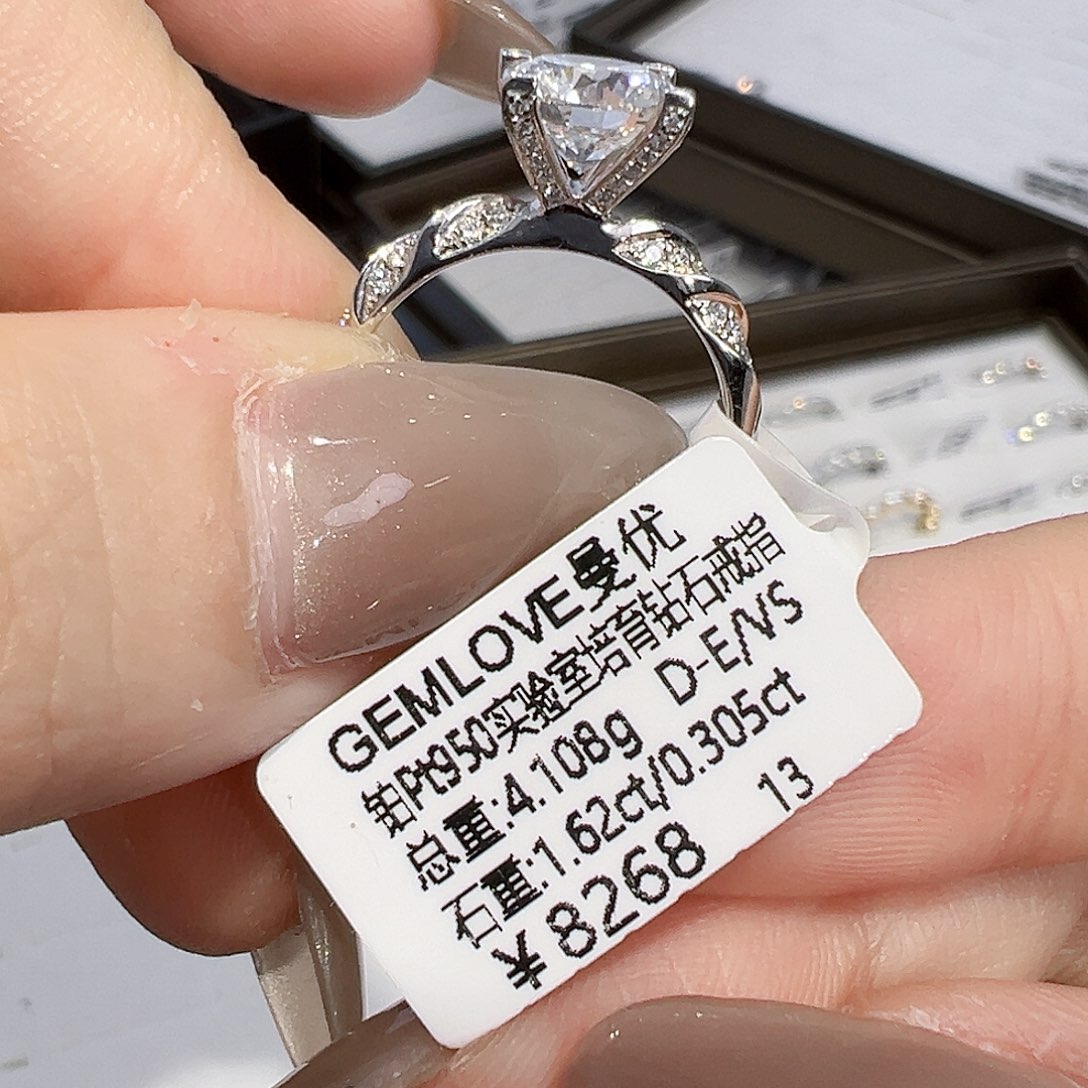 GEMLOVE曼优
铂Pt950实验室培育钻石戒指
总重:4.108g D-E/VS
石重:1.62ct/0.305ct
¥8268 13